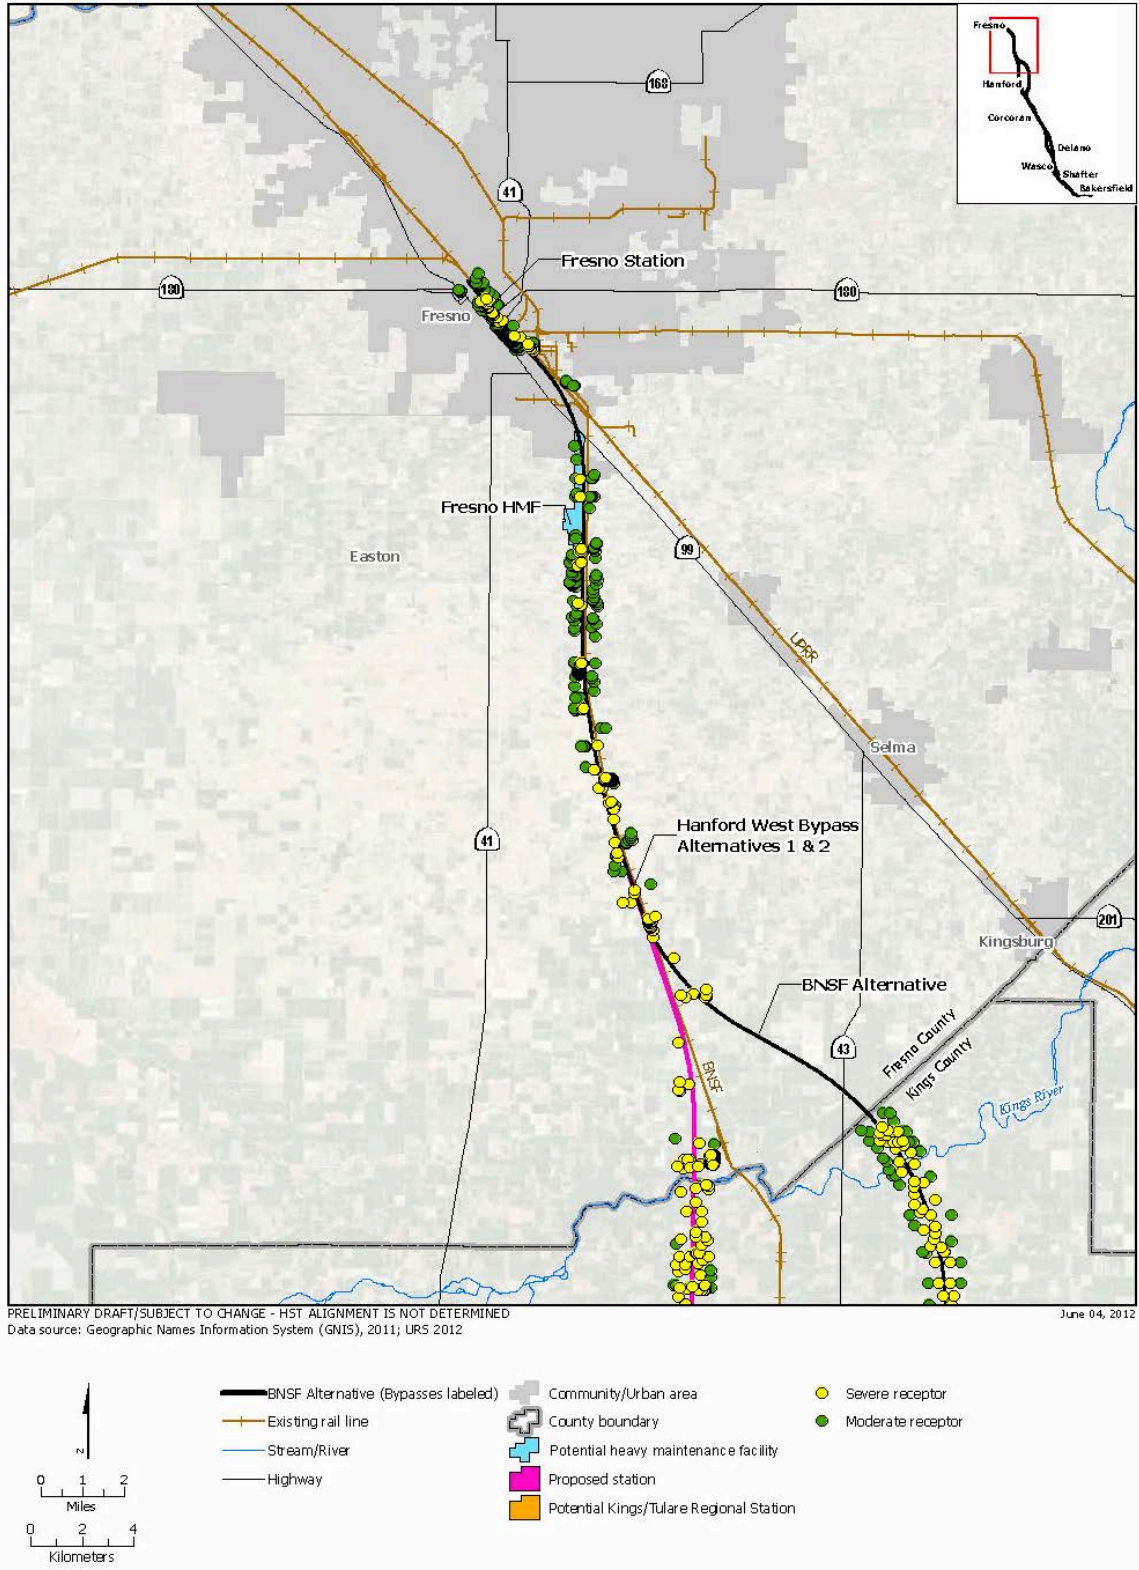 Fresno
Hanford
Corcoran
Delano
Wasco
Shafter
Bakersfield
168
41
Fresno Station
180
180
Fresno
Fresno HMF
99
Easton
UPRR
Selma
Hanford West Bypass
Alternatives 1 & 2
41
201
Kingsburg
BNSF Alternative
43
Fresno County
Kings County
BNSF
Kings River
PRELIMINARY DRAFT/SUBJECT TO CHANGE - HST ALIGNMENT IS NOT DETERMINED
June 04, 2012
Data source: Geographic Names Information System (GNIS), 2011; URS 2012
BNSF Alternative (Bypasses labeled)
Community/Urban area
Severe receptor
Existing rail line
County boundary
Moderate receptor
N
Stream/River
Potential heavy maintenance facility
Highway
Proposed station
0 1 2
Miles
Potential Kings/Tulare Regional Station
0 2 4
Kilometers